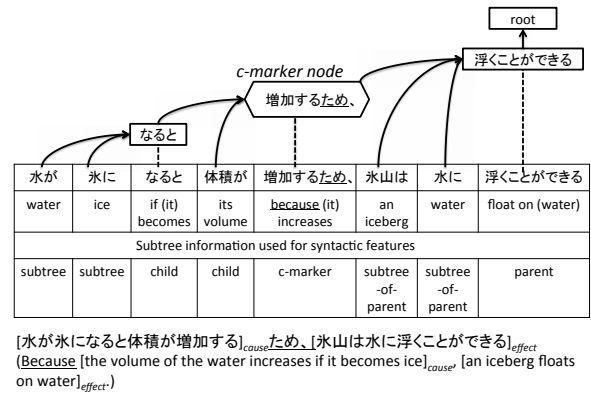 root
浮くことができる
c-marker node
増加するため、
なると
水が 氷に なると 体積が 増加するため、 氷山は 水に 浮くことができる
water ice if (it) becomes its volume because (it) increases an iceberg water float on (water)
Subtree information used for syntactic features
subtree subtree child child c-marker subtree -of- parent subtree -of- parent parent
[水が氷になると体積が増加する]causeため、[氷山は水に浮くことができる]effect
(Because [the volume of the water increases if it becomes ice]cause, [an iceberg floats
on water]effect.)